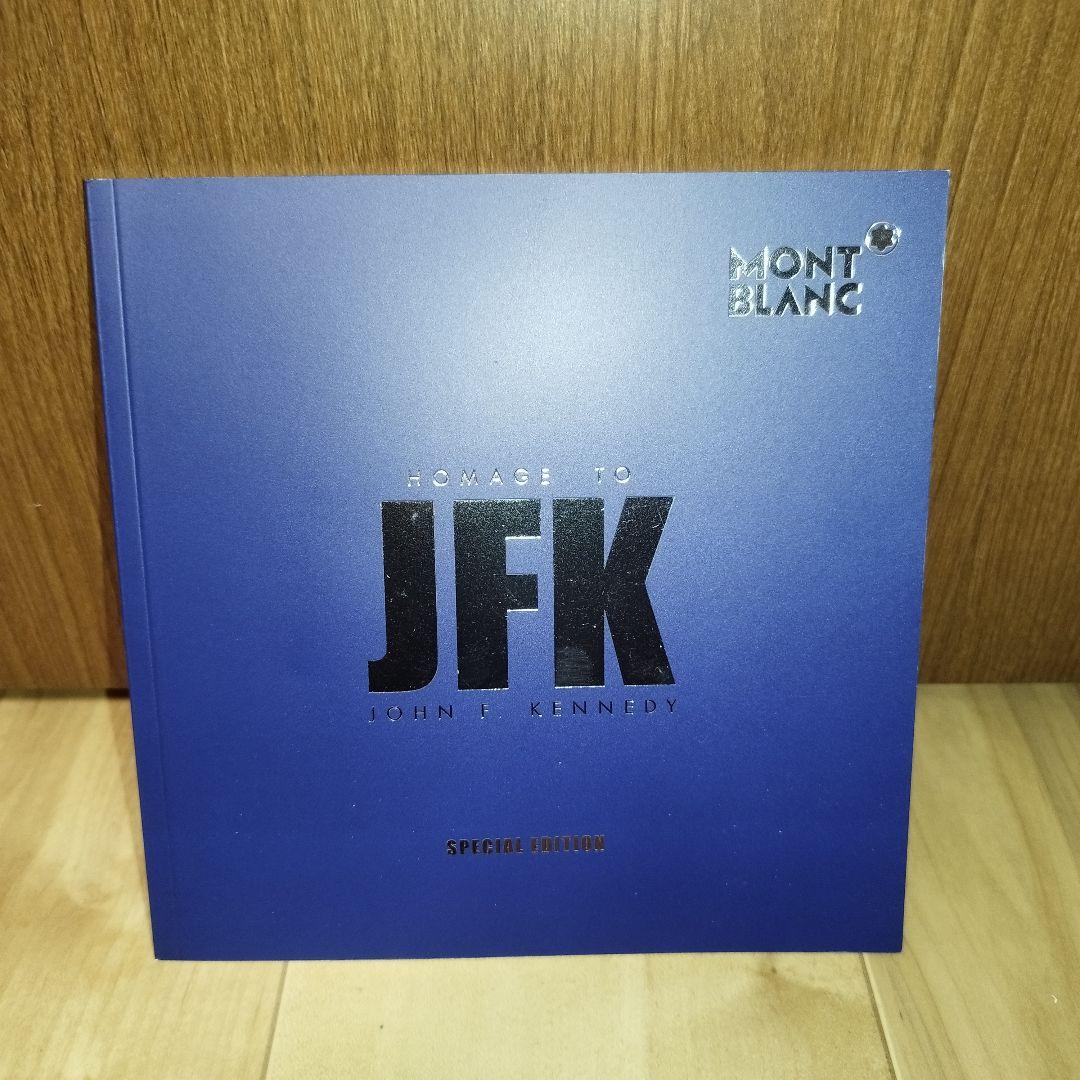 MONT
BLANC
HOMAGE TO
JFK
JOHN F. KENNEDY
SPECIAL EDITION